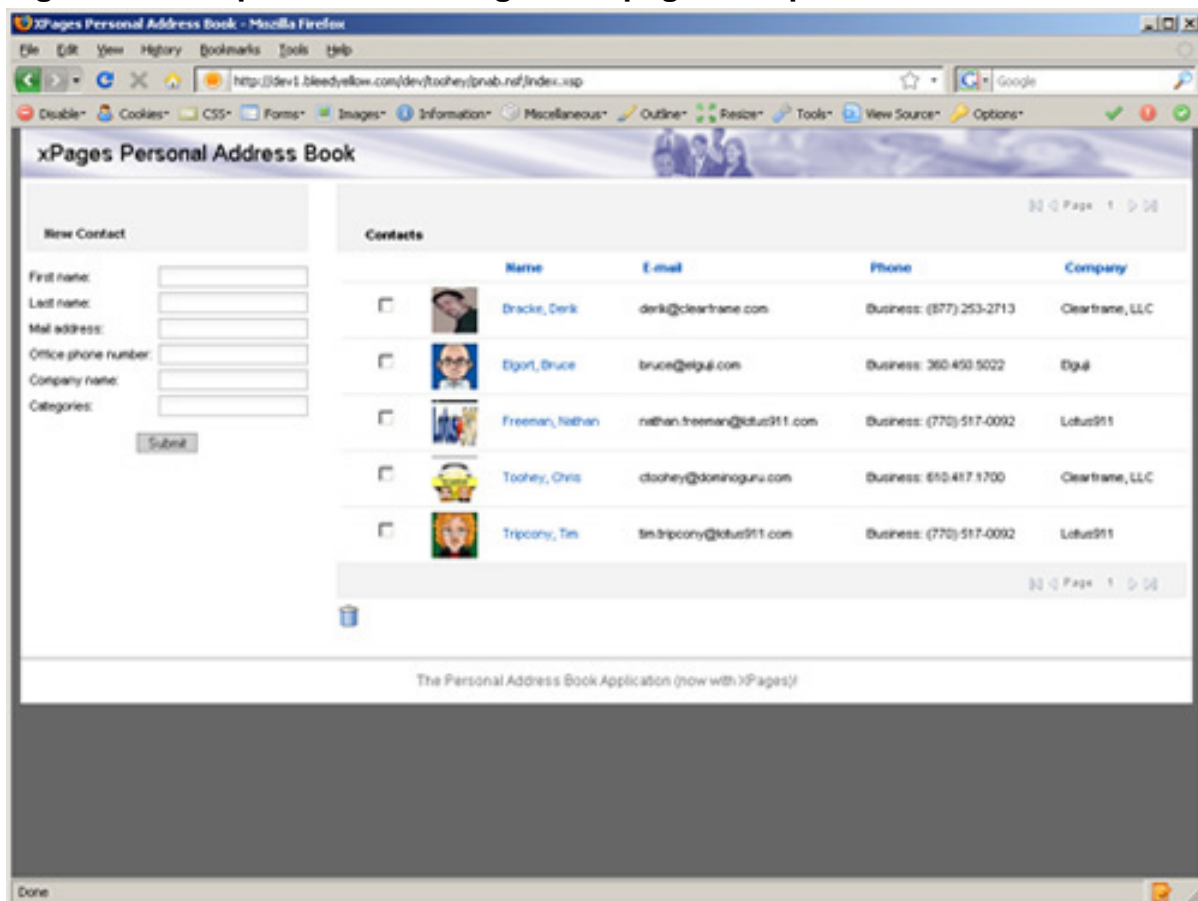 XPages Personal Address Book - Mozilla Firefox
File Edit View History Bookmarks Tools Help
http://dev1.bleedyellow.com/dev/toohey/pnab.nsf/index.xsp
Google
Disable Cookies CSS Forms Images Information Miscellaneous Outline Resize Tools View Source Options
xPages Personal Address Book
Page 1
New Contact
Contacts
Name E-mail Phone Company
First name:
Last name:
Mail address:
Office phone number:
Company name:
Categories:
Submit
Bracke, Derik derik@clearframe.com Business: (877) 253-2713 Clearframe, LLC
Elgort, Bruce bruce@elguji.com Business: 360.450.5022 Elguji
Freeman, Nathan nathan.freeman@lotus911.com Business: (770) 517-0092 Lotus911
Toohey, Chris ctoohey@dominoguru.com Business: 610.417.1700 Clearframe, LLC
Tripcony, Tim tim.tripcony@lotus911.com Business: (770) 517-0092 Lotus911
Page 1
The Personal Address Book Application (now with XPages)!
Done